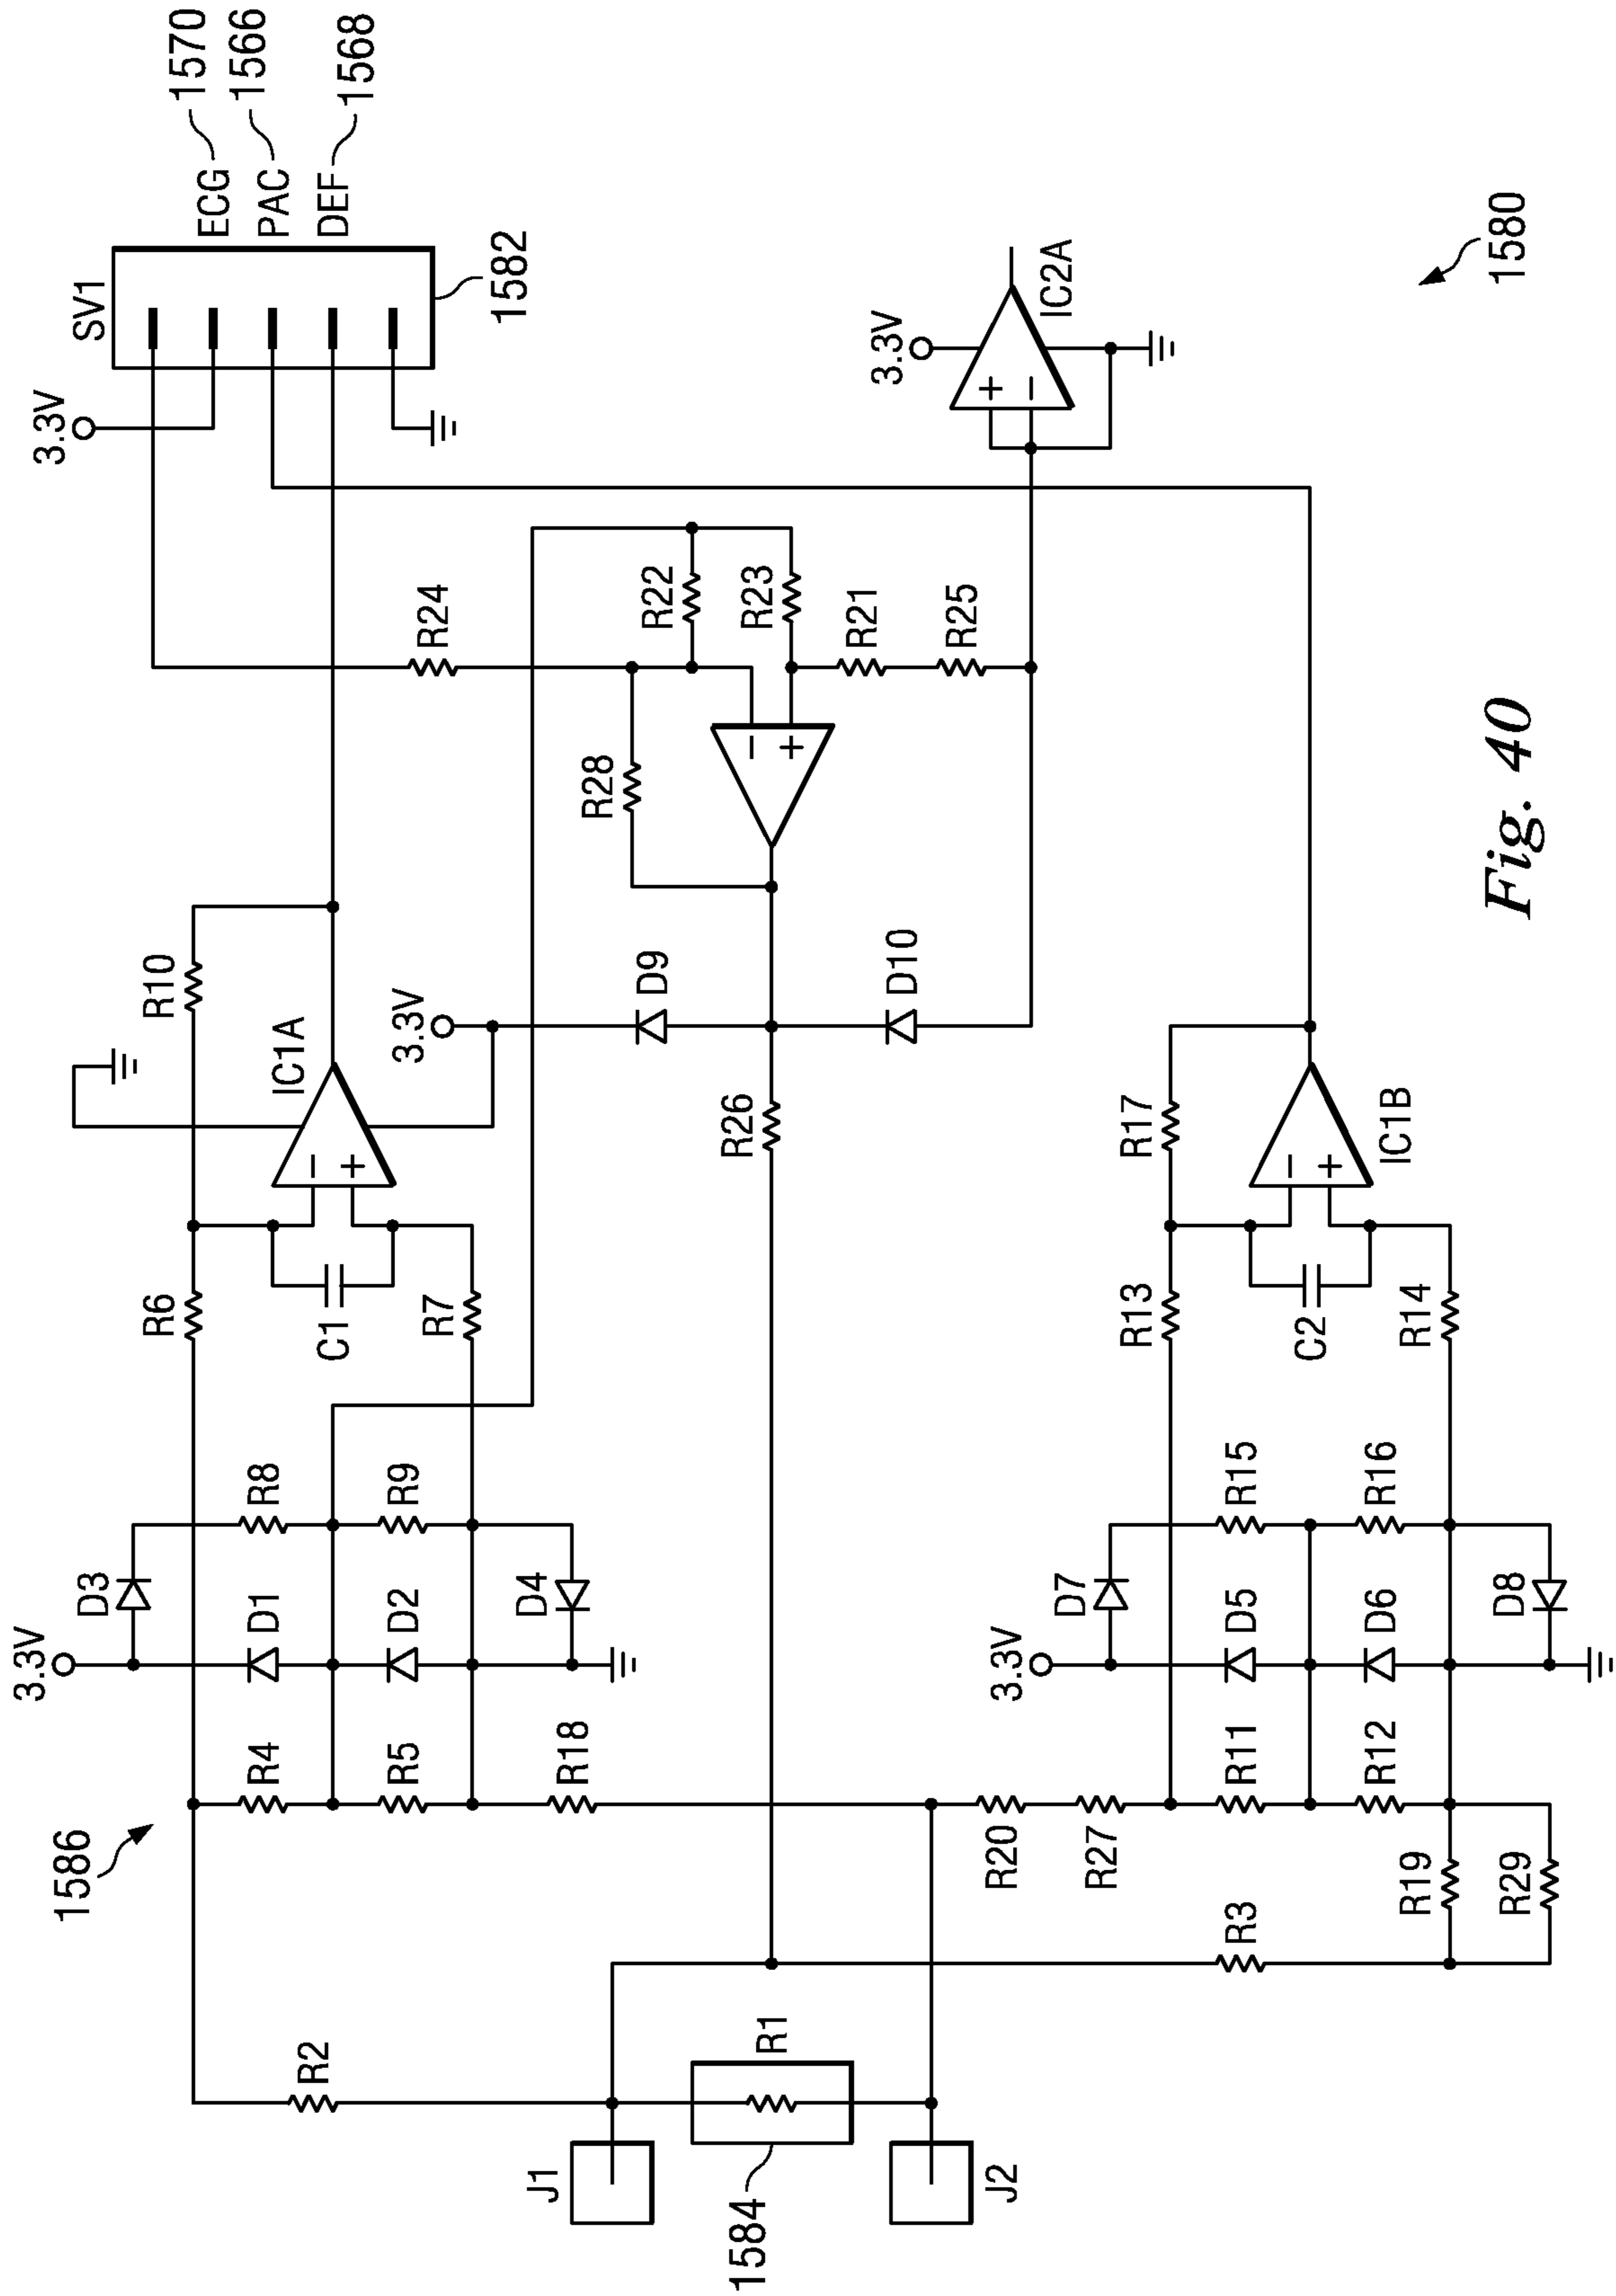 1586
3.3V
D3
R4
D1
R8
R5
D2
R9
R18
D4
R2
J1
R1
1584
J2
R6
C1
R7
R10
IC1A
3.3V
D9
D10
R26
R28
R24
R22
R23
R21
R25
3.3V
SV1
ECG 1570
PAC 1566
DEF 1568
1582
3.3V
+
−
IC2A
−
+
−
+
R20
R27
R3
R19
R29
3.3V
D7
R11
D5
R15
R12
D6
R16
D8
R13
C2
R14
R17
−
+
IC1B
1580
Fig. 40